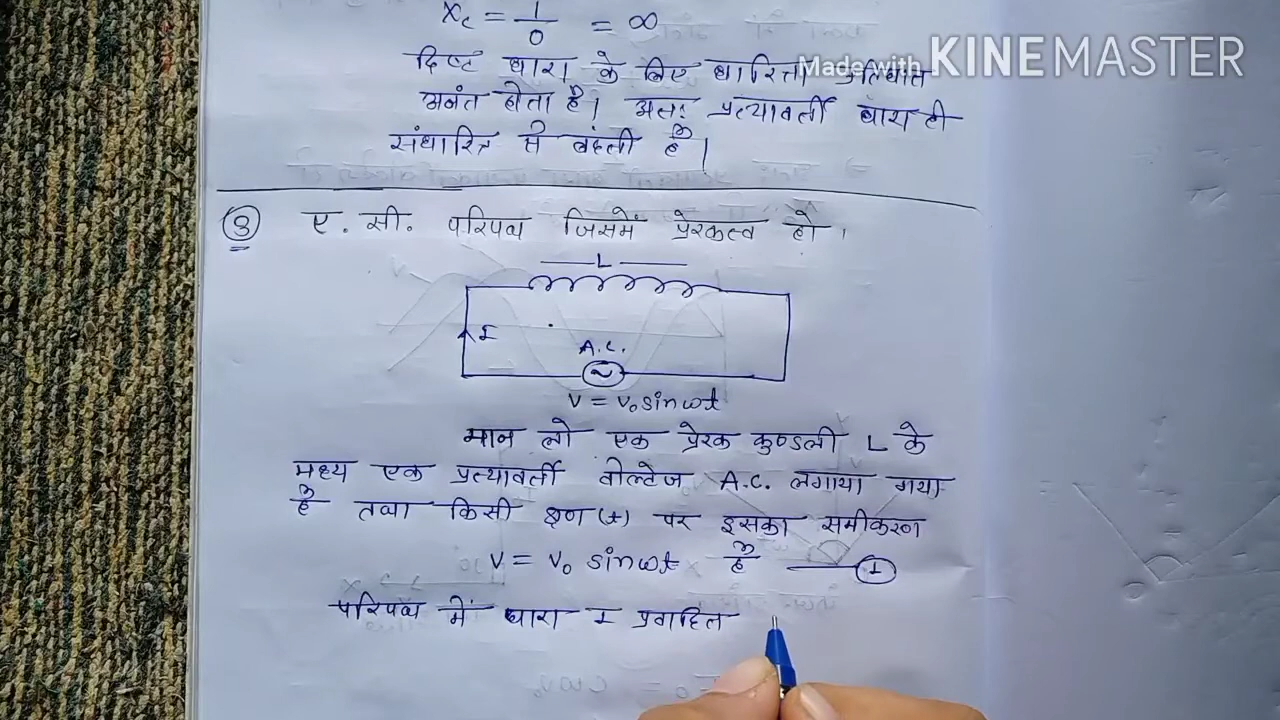 Xc = 1/0 = ∞
दिष्ट धारा के लिए धारिता प्रतिघात
Made with KINEMASTER
अनंत होता है। अतः प्रत्यावर्ती धारा ही
संधारित्र से बहती है।
③ ए. सी. परिपथ जिसमें प्रेरकत्व हो।
L
I
A.C.
~
V = V₀ sin ωt
मान लो एक प्रेरक कुण्डली L के
मध्य एक प्रत्यावर्ती वोल्टेज A.C. लगाया गया
है तथा किसी क्षण (t) पर इसका समीकरण
V = V₀ sin ωt है ①
परिपथ में धारा I प्रवाहित